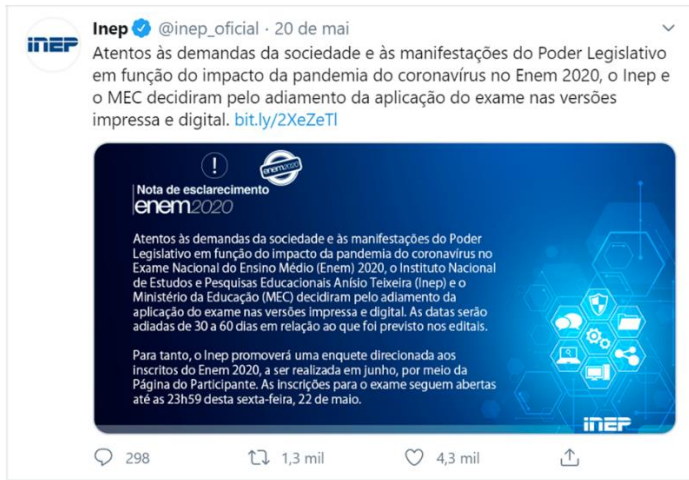 inep
Inep @inep_oficial · 20 de mai
Atentos às demandas da sociedade e às manifestações do Poder Legislativo
em função do impacto da pandemia do coronavírus no Enem 2020, o Inep e
o MEC decidiram pelo adiamento da aplicação do exame nas versões
impressa e digital. bit.ly/2XeZeTl
!
enem2020
Nota de esclarecimento
enem2020
Atentos às demandas da sociedade e às manifestações do Poder
Legislativo em função do impacto da pandemia do coronavírus no
Exame Nacional do Ensino Médio (Enem) 2020, o Instituto Nacional
de Estudos e Pesquisas Educacionais Anísio Teixeira (Inep) e o
Ministério da Educação (MEC) decidiram pelo adiamento da
aplicação do exame nas versões impressa e digital. As datas serão
adiadas de 30 a 60 dias em relação ao que foi previsto nos editais.
Para tanto, o Inep promoverá uma enquete direcionada aos
inscritos do Enem 2020, a ser realizada em junho, por meio da
Página do Participante. As inscrições para o exame seguem abertas
até as 23h59 desta sexta-feira, 22 de maio.
inep
298 1,3 mil 4,3 mil